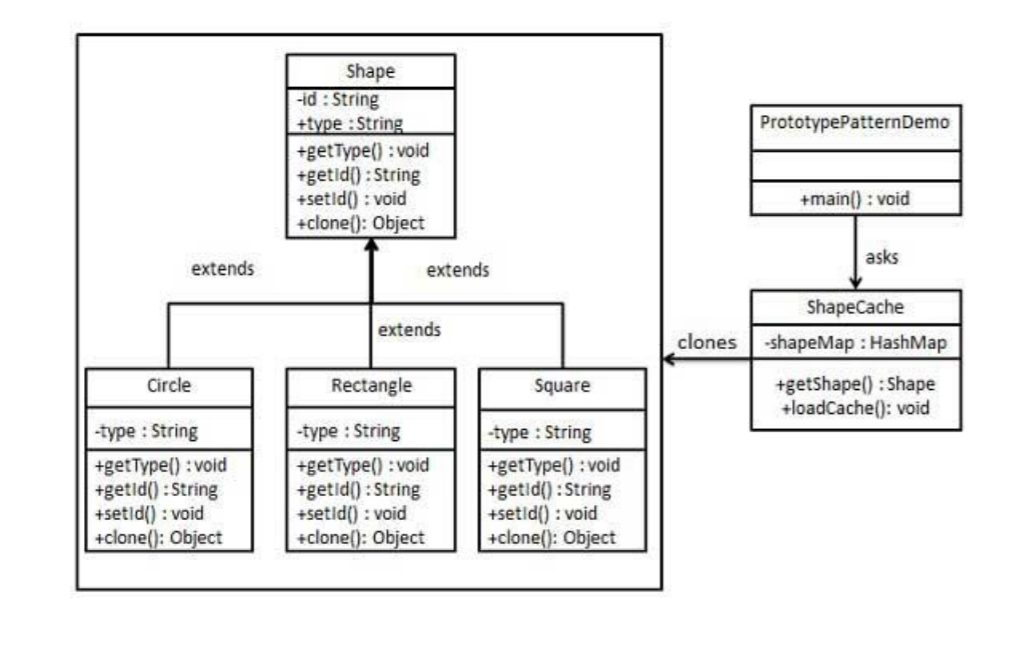 Shape
-id : String
+type : String
+getType() : void
+getId() : String
+setId() : void
+clone(): Object
extends
extends
extends
Circle
-type : String
+getType() : void
+getId() : String
+setId() : void
+clone(): Object
Rectangle
-type : String
+getType() : void
+getId() : String
+setId() : void
+clone(): Object
Square
-type : String
+getType() : void
+getId() : String
+setId() : void
+clone(): Object
PrototypePatternDemo
+main() : void
asks
ShapeCache
-shapeMap : HashMap
+getShape() : Shape
+loadCache(): void
clones